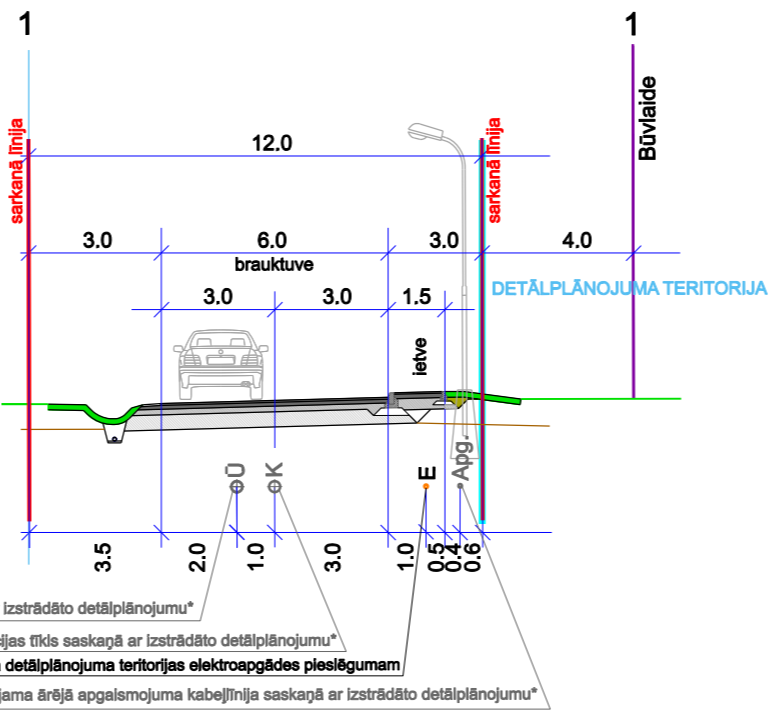 1 1
sarkanā līnija
12.0
sarkanā līnija
Būvlaide
3.0 6.0 3.0 4.0
brauktuve
DETĀLPLĀNOJUMA TERITORIJA
3.0 3.0 1.5
ietve
Ū K E Apg.
3.5 2.0 1.0 3.0 1.0 0.5 0.4 0.6
izstrādāto detālplānojumu*
sijas tīkls saskaņā ar izstrādāto detālplānojumu*
detālplānojuma teritorijas elektroapgādes pieslēgumam
jama ārējā apgaismojuma kabeļlīnija saskaņā ar izstrādāto detālplānojumu*